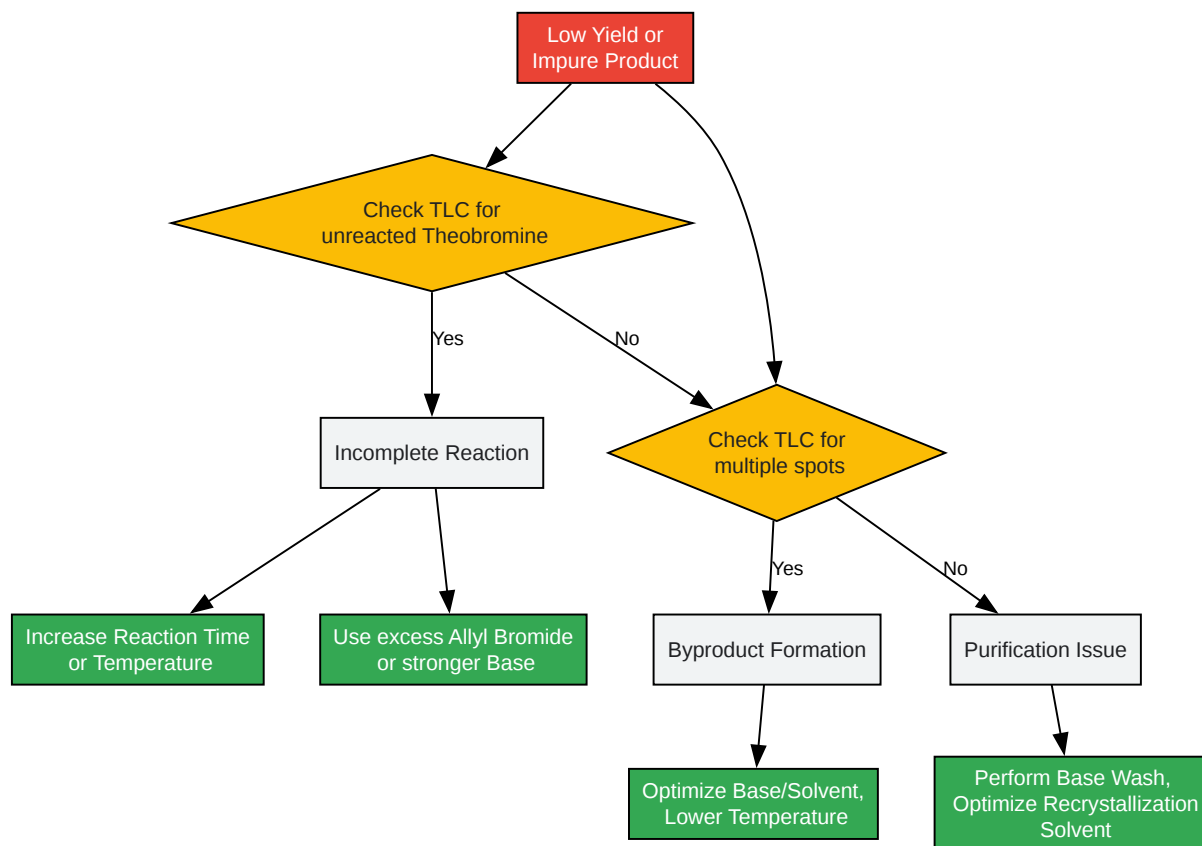 Low Yield or
Impure Product
Check TLC for
unreacted Theobromine
Yes
No
Incomplete Reaction
Check TLC for
multiple spots
Yes
No
Increase Reaction Time
or Temperature
Use excess Allyl Bromide
or stronger Base
Byproduct Formation
Purification Issue
Optimize Base/Solvent,
Lower Temperature
Perform Base Wash,
Optimize Recrystallization
Solvent